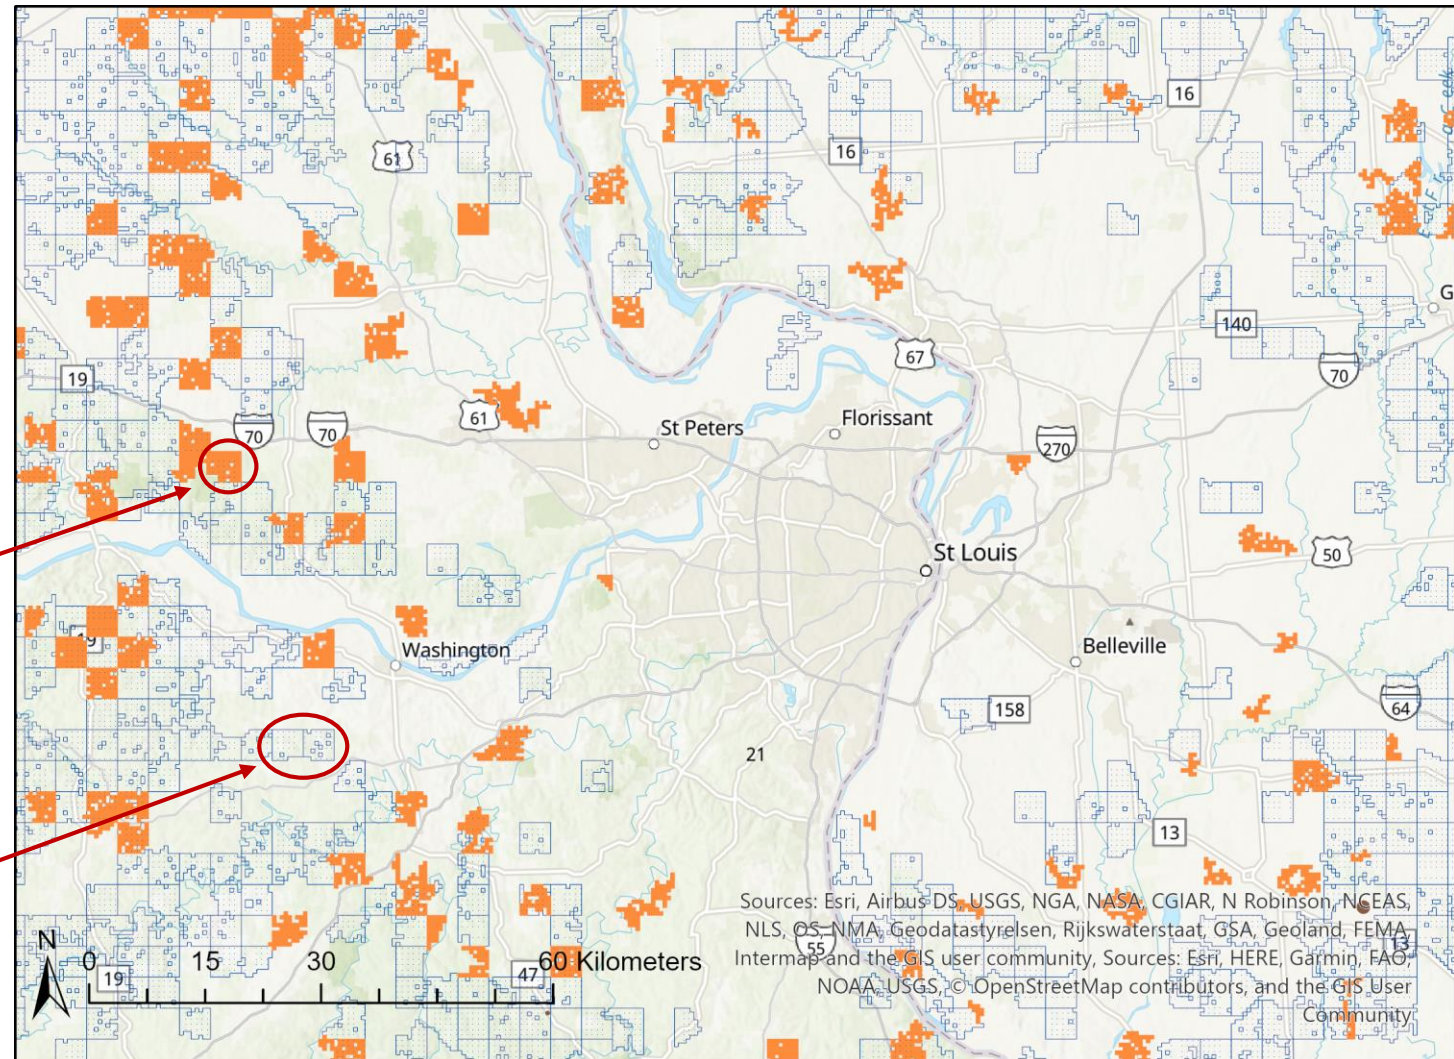 16
61
16
G
140
67
70
19
61
70
70
St Peters
Florissant
270
St Louis
50
19
Washington
Belleville
158
64
21
13
Sources: Esri, Airbus DS, USGS, NGA, NASA, CGIAR, N Robinson, NCEAS,
NLS, OS, NMA, Geodatastyrelsen, Rijkswaterstaat, GSA, Geoland, FEMA,
Intermap and the GIS user community, Sources: Esri, HERE, Garmin, FAO,
NOAA, USGS, © OpenStreetMap contributors, and the GIS User
Community
55
13
N
0 15 30 60 Kilometers
19
47